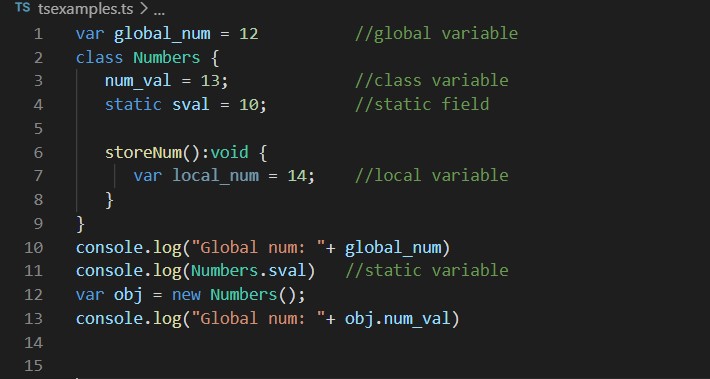 TS tsexamples.ts > ...
1 var global_num = 12 //global variable
2 class Numbers {
3 num_val = 13; //class variable
4 static sval = 10; //static field
5
6 storeNum():void {
7 var local_num = 14; //local variable
8 }
9 }
10 console.log("Global num: "+ global_num)
11 console.log(Numbers.sval) //static variable
12 var obj = new Numbers();
13 console.log("Global num: "+ obj.num_val)
14
15